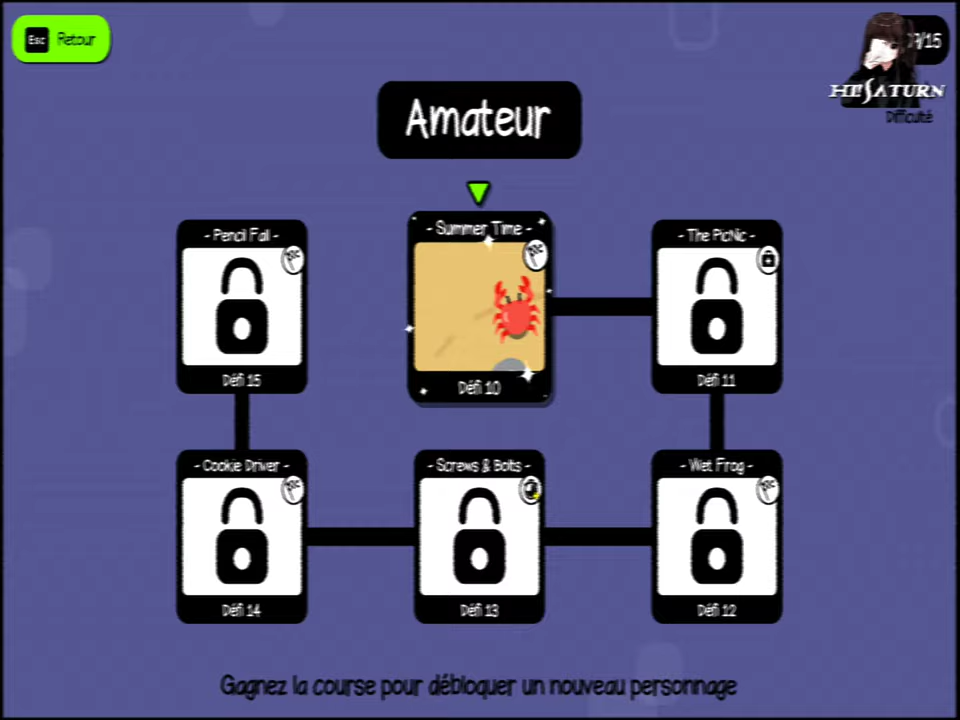 Esc Retour
/15
HESATURN
Difficulté
Amateur
- Pencil Fall -
- Summer Time -
- The PicNic -
Défi 15
Défi 10
Défi 11
- Cookie Driver -
- Screws & Bolts -
- Wet Frog -
Défi 14
Défi 13
Défi 12
Gagnez la course pour débloquer un nouveau personnage